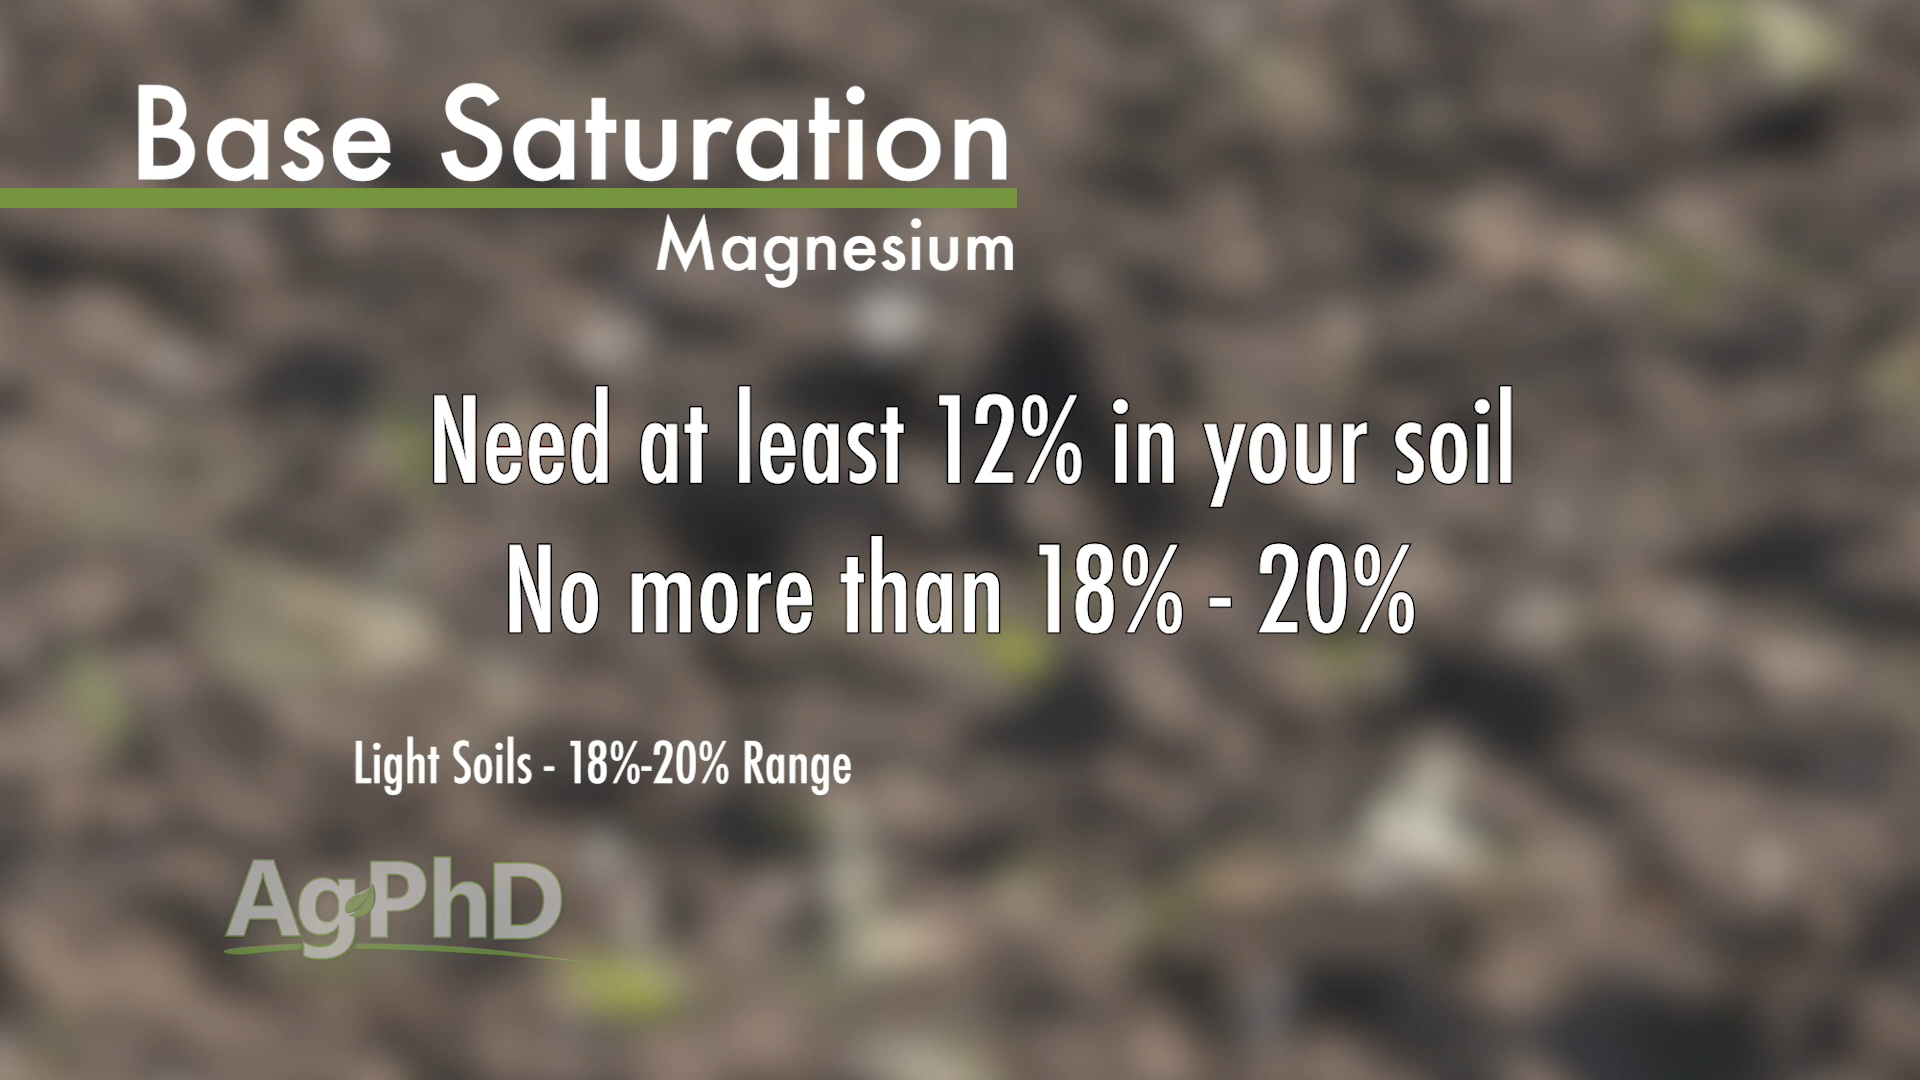 Base Saturation
Magnesium
Need at least 12% in your soil
No more than 18% - 20%
Light Soils - 18%-20% Range
AgPhD